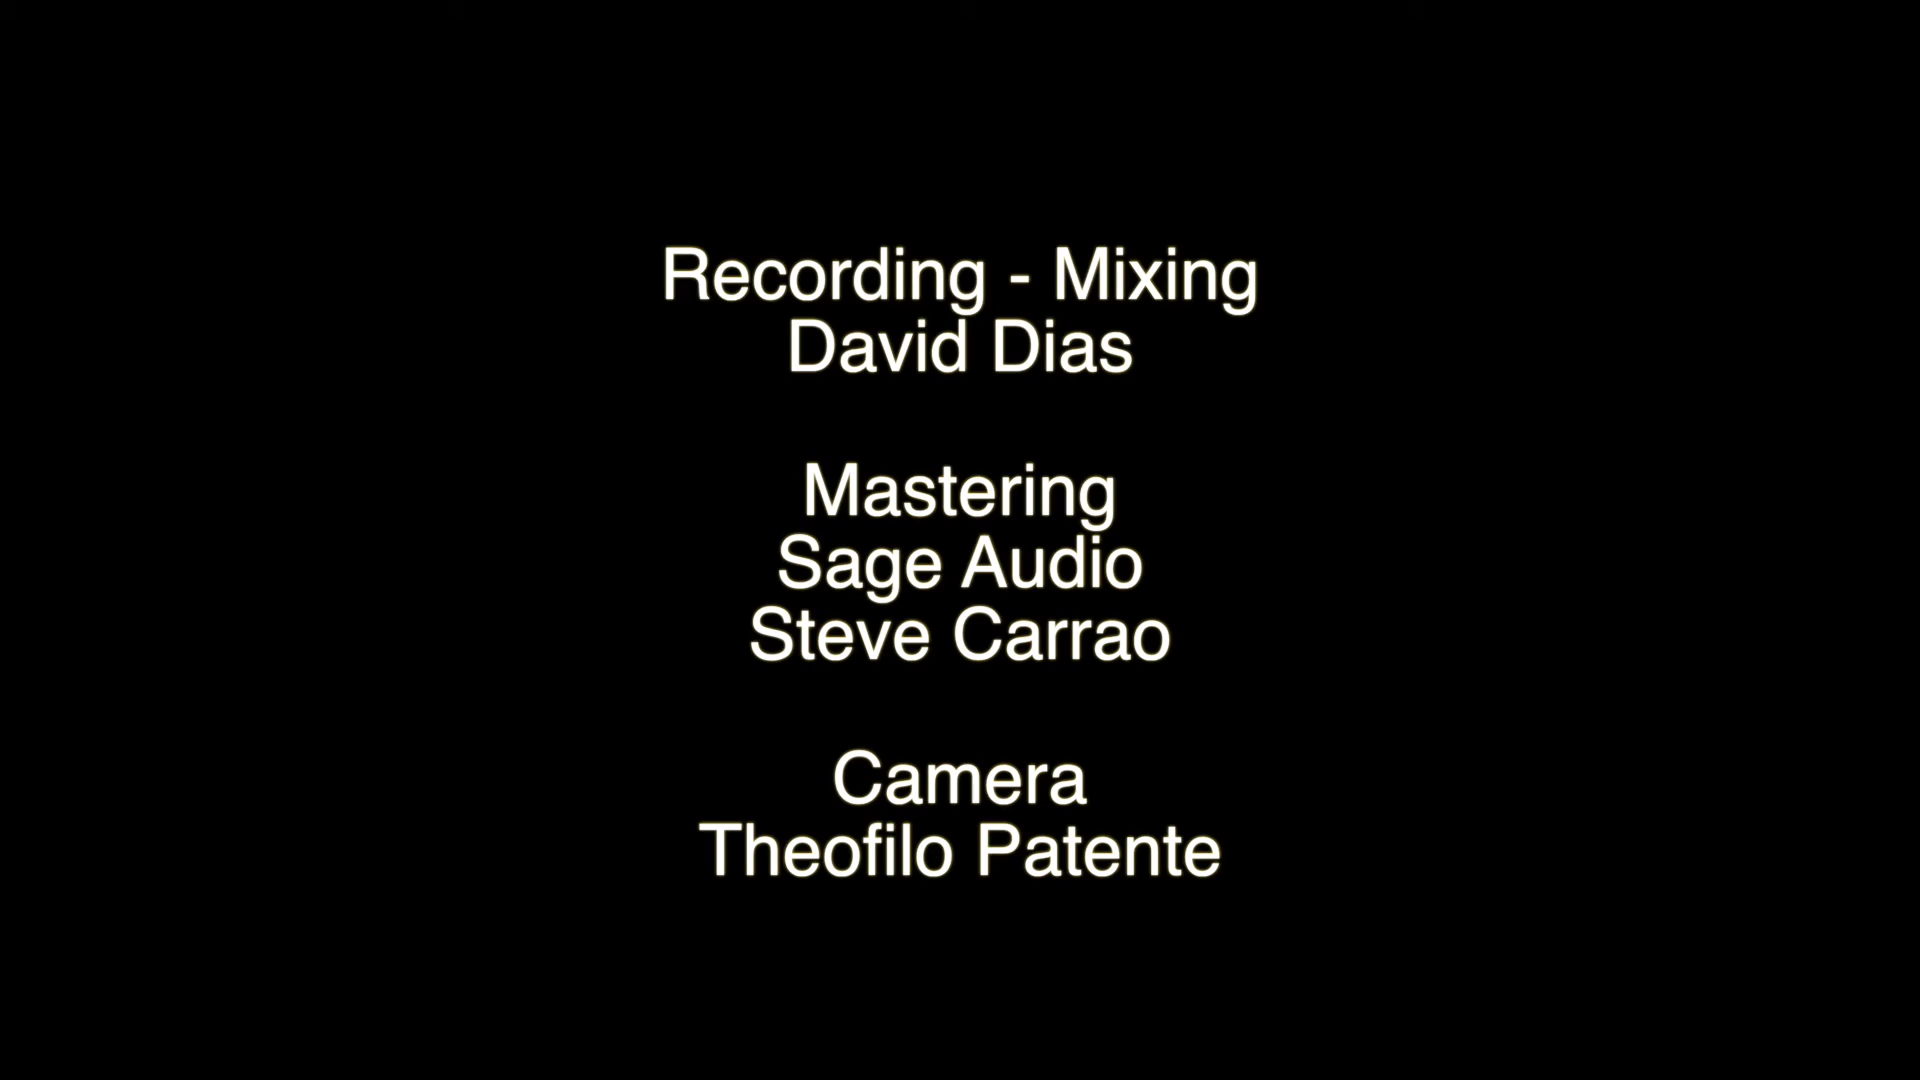 Recording - Mixing
David Dias
Mastering
Sage Audio
Steve Carrao
Camera
Theofilo Patente